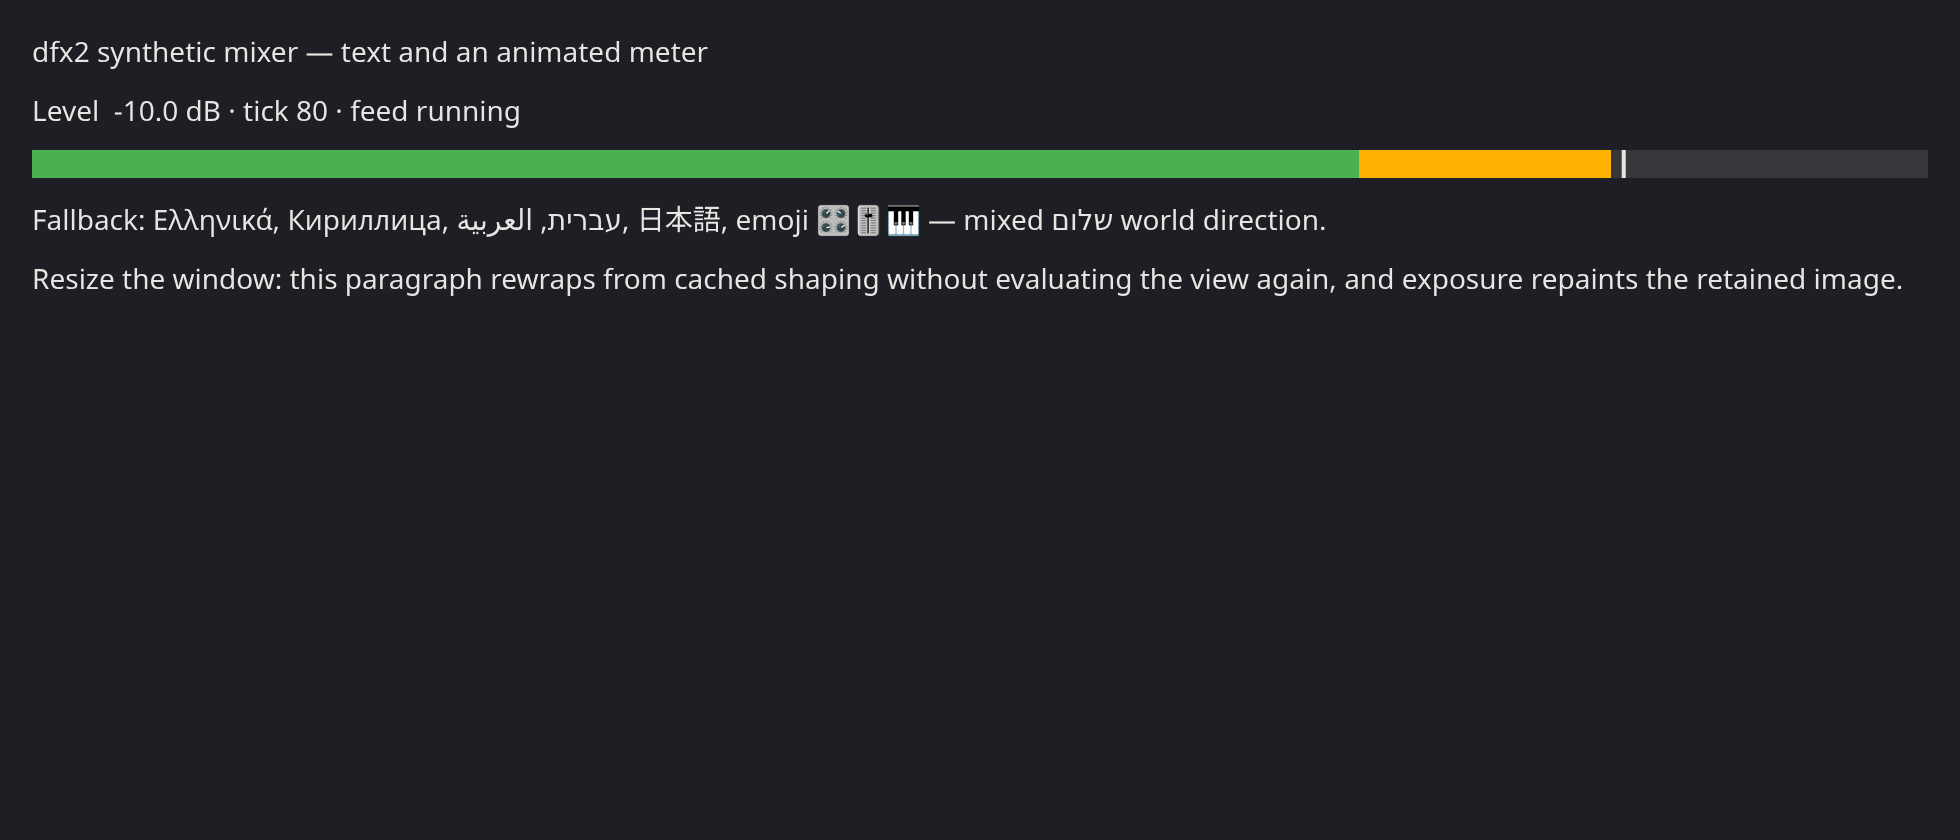 dfx2 synthetic mixer — text and an animated meter
Level  -10.0 dB · tick 80 · feed running
Fallback: Ελληνικά, Кириллица, עברית, العربية, 日本語, emoji 🎛️🎚️🎹 — mixed שלום world direction.
Resize the window: this paragraph rewraps from cached shaping without evaluating the view again, and exposure repaints the retained image.